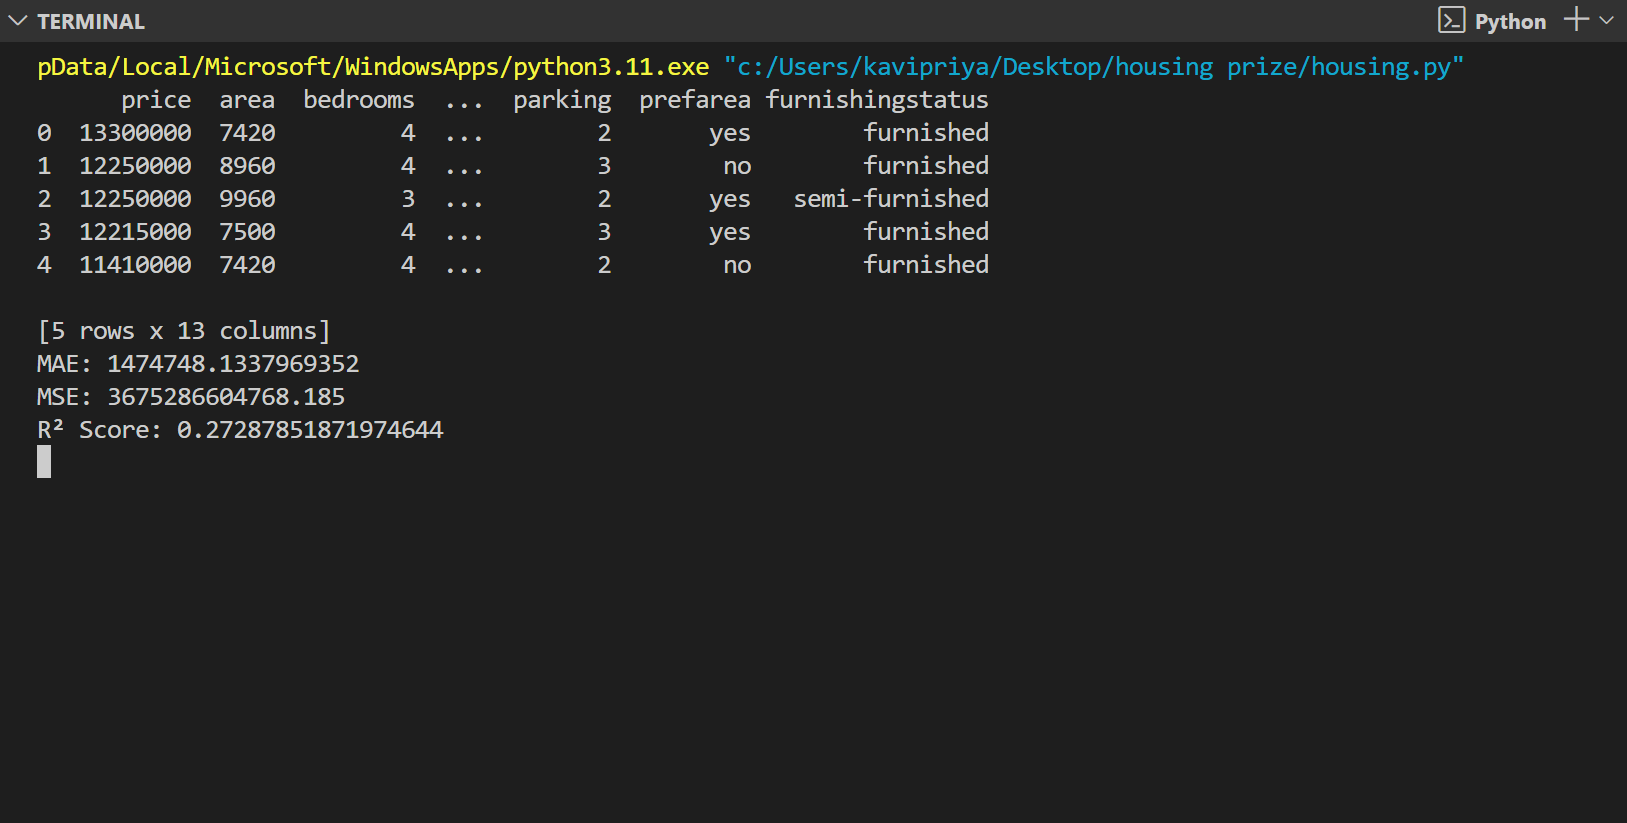 TERMINAL Python
pData/Local/Microsoft/WindowsApps/python3.11.exe "c:/Users/kavipriya/Desktop/housing prize/housing.py"
price area bedrooms ... parking prefarea furnishingstatus
0 13300000 7420 4 ... 2 yes furnished
1 12250000 8960 4 ... 3 no furnished
2 12250000 9960 3 ... 2 yes semi-furnished
3 12215000 7500 4 ... 3 yes furnished
4 11410000 7420 4 ... 2 no furnished
[5 rows x 13 columns]
MAE: 1474748.1337969352
MSE: 3675286604768.185
R² Score: 0.27287851871974644